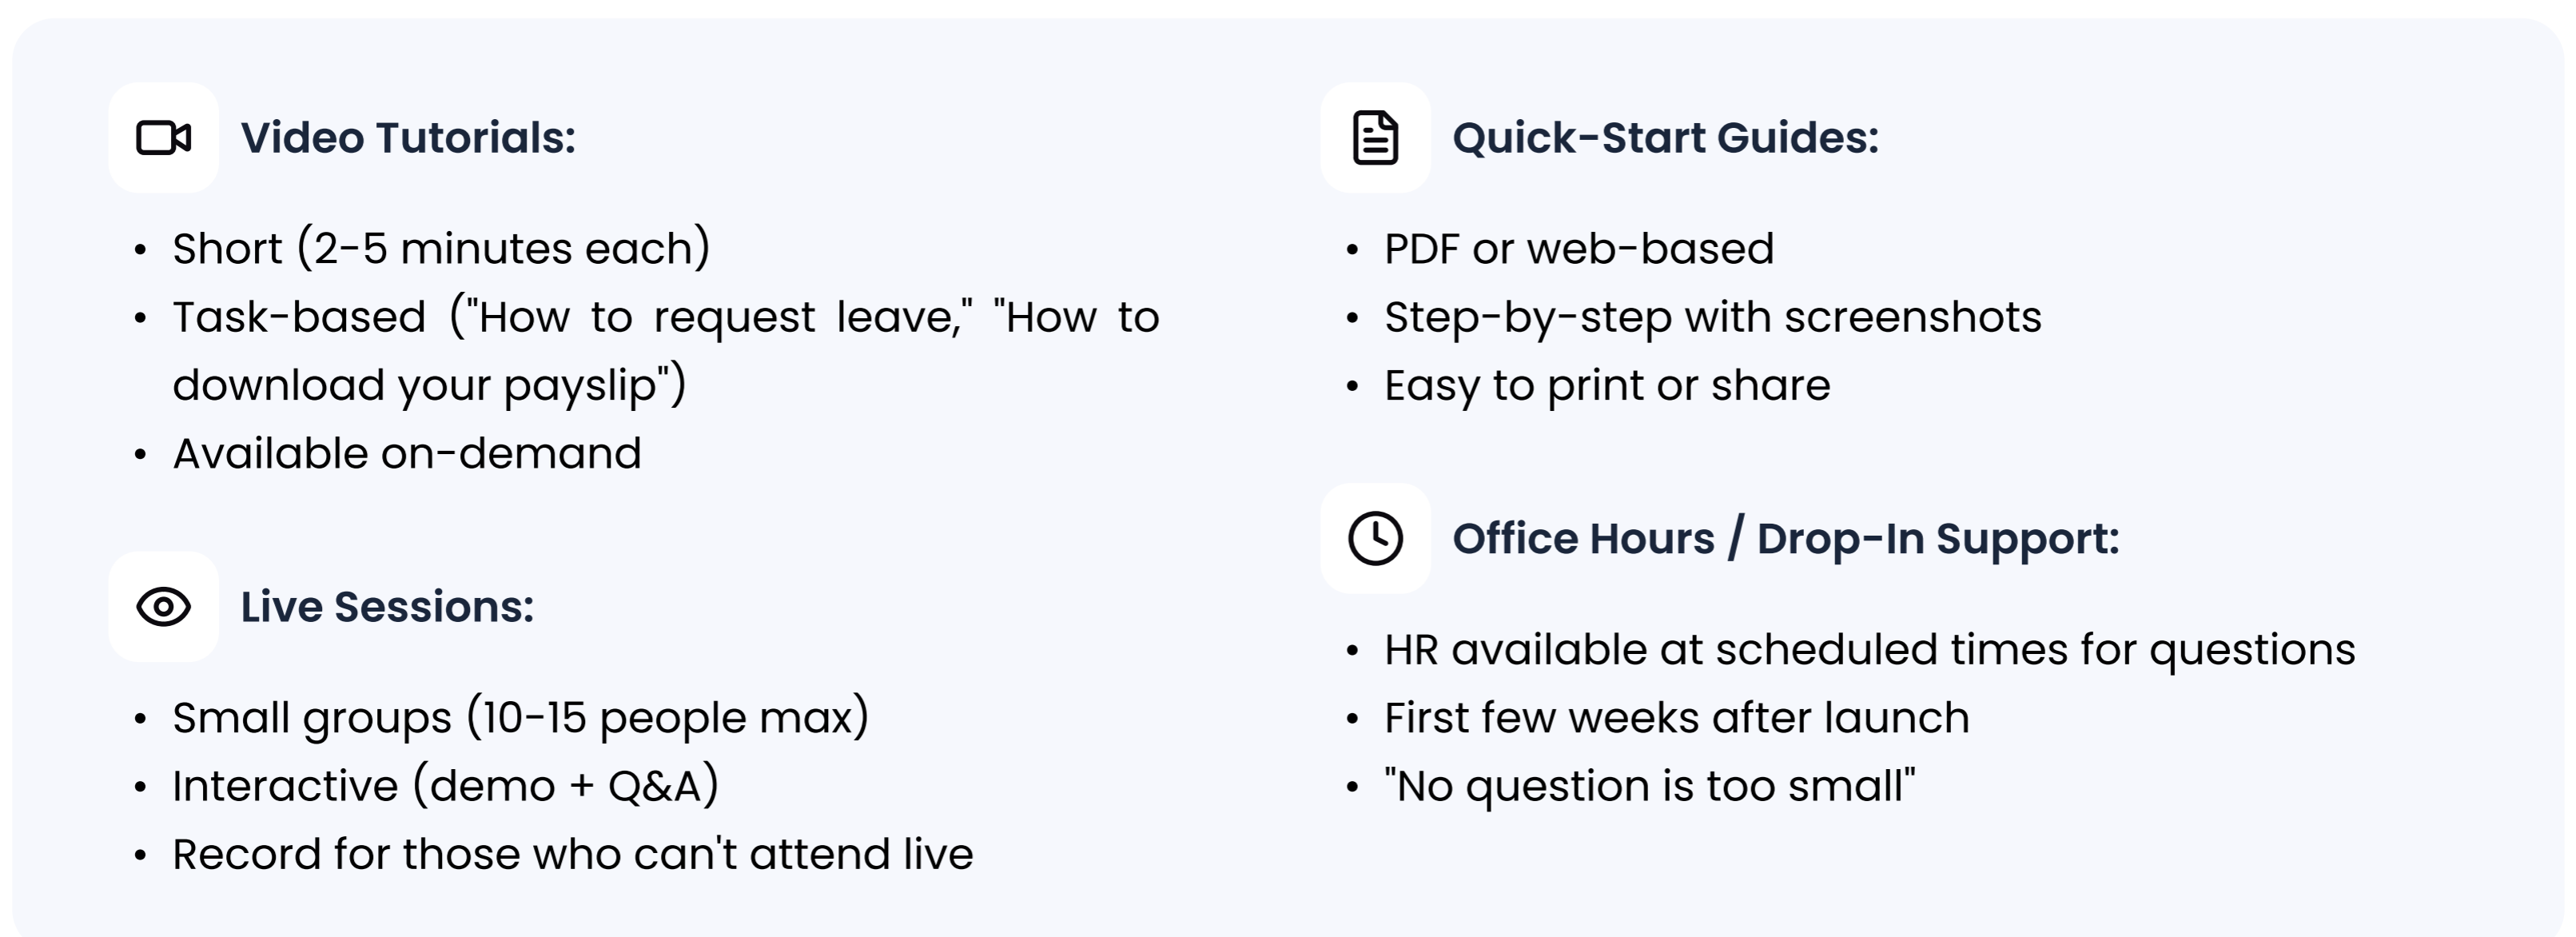 Video Tutorials:
• Short (2-5 minutes each)
• Task-based ("How to request leave," "How to
download your payslip")
• Available on-demand
Live Sessions:
• Small groups (10-15 people max)
• Interactive (demo + Q&A)
• Record for those who can't attend live
Quick-Start Guides:
• PDF or web-based
• Step-by-step with screenshots
• Easy to print or share
Office Hours / Drop-In Support:
• HR available at scheduled times for questions
• First few weeks after launch
• "No question is too small"